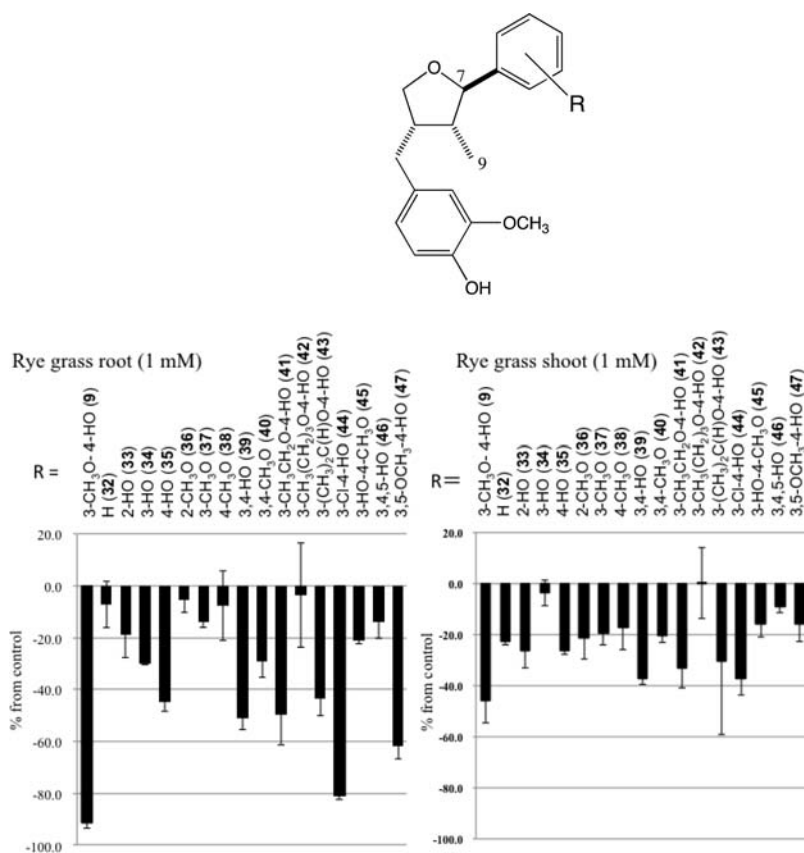 O
7
R
9
OCH₃
OH
Rye grass root (1 mM)
R =
3-CH₃O- 4-HO (9)
H (32)
2-HO (33)
3-HO (34)
4-HO (35)
2-CH₃O (36)
3-CH₃O (37)
4-CH₃O (38)
3,4-HO (39)
3,4-CH₃O (40)
3-CH₃CH₂O-4-HO (41)
3-CH₃(CH₂)₃O-4-HO (42)
3-(CH₃)₂C(H)O-4-HO (43)
3-Cl-4-HO (44)
3-HO-4-CH₃O (45)
3,4,5-HO (46)
3,5-OCH₃-4-HO (47)
20.0
0.0
-20.0
-40.0
-60.0
-80.0
-100.0
% from control
Rye grass shoot (1 mM)
R=
3-CH₃O- 4-HO (9)
H (32)
2-HO (33)
3-HO (34)
4-HO (35)
2-CH₃O (36)
3-CH₃O (37)
4-CH₃O (38)
3,4-HO (39)
3,4-CH₃O (40)
3-CH₃CH₂O-4-HO (41)
3-CH₃(CH₂)₃O-4-HO (42)
3-(CH₃)₂C(H)O-4-HO (43)
3-Cl-4-HO (44)
3-HO-4-CH₃O (45)
3,4,5-HO (46)
3,5-OCH₃-4-HO (47)
20.0
0.0
-20.0
-40.0
-60.0
-80.0
-100.0
% from control